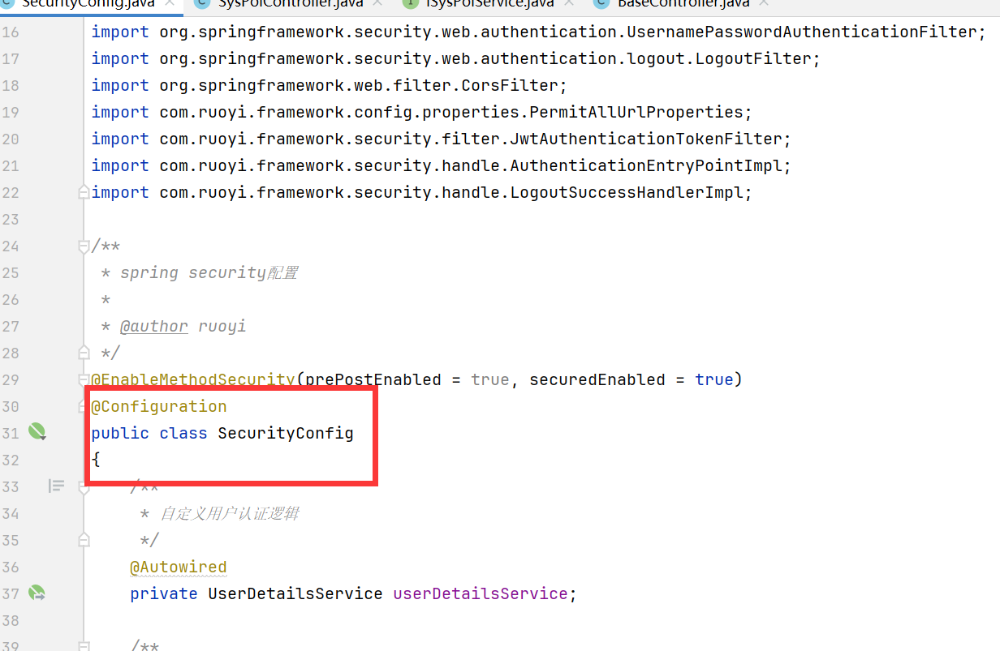 SecurityConfig.java SysPolController.java ISysPolService.java BaseController.java
16 import org.springframework.security.web.authentication.UsernamePasswordAuthenticationFilter;
17 import org.springframework.security.web.authentication.logout.LogoutFilter;
18 import org.springframework.web.filter.CorsFilter;
19 import com.ruoyi.framework.config.properties.PermitAllUrlProperties;
20 import com.ruoyi.framework.security.filter.JwtAuthenticationTokenFilter;
21 import com.ruoyi.framework.security.handle.AuthenticationEntryPointImpl;
22 import com.ruoyi.framework.security.handle.LogoutSuccessHandlerImpl;
23
24 /**
25 * spring security配置
26 *
27 * @author ruoyi
28 */
29 @EnableMethodSecurity(prePostEnabled = true, securedEnabled = true)
30 @Configuration
31 public class SecurityConfig
32 {
33 /**
34 * 自定义用户认证逻辑
35 */
36 @Autowired
37 private UserDetailsService userDetailsService;
38
39 /**